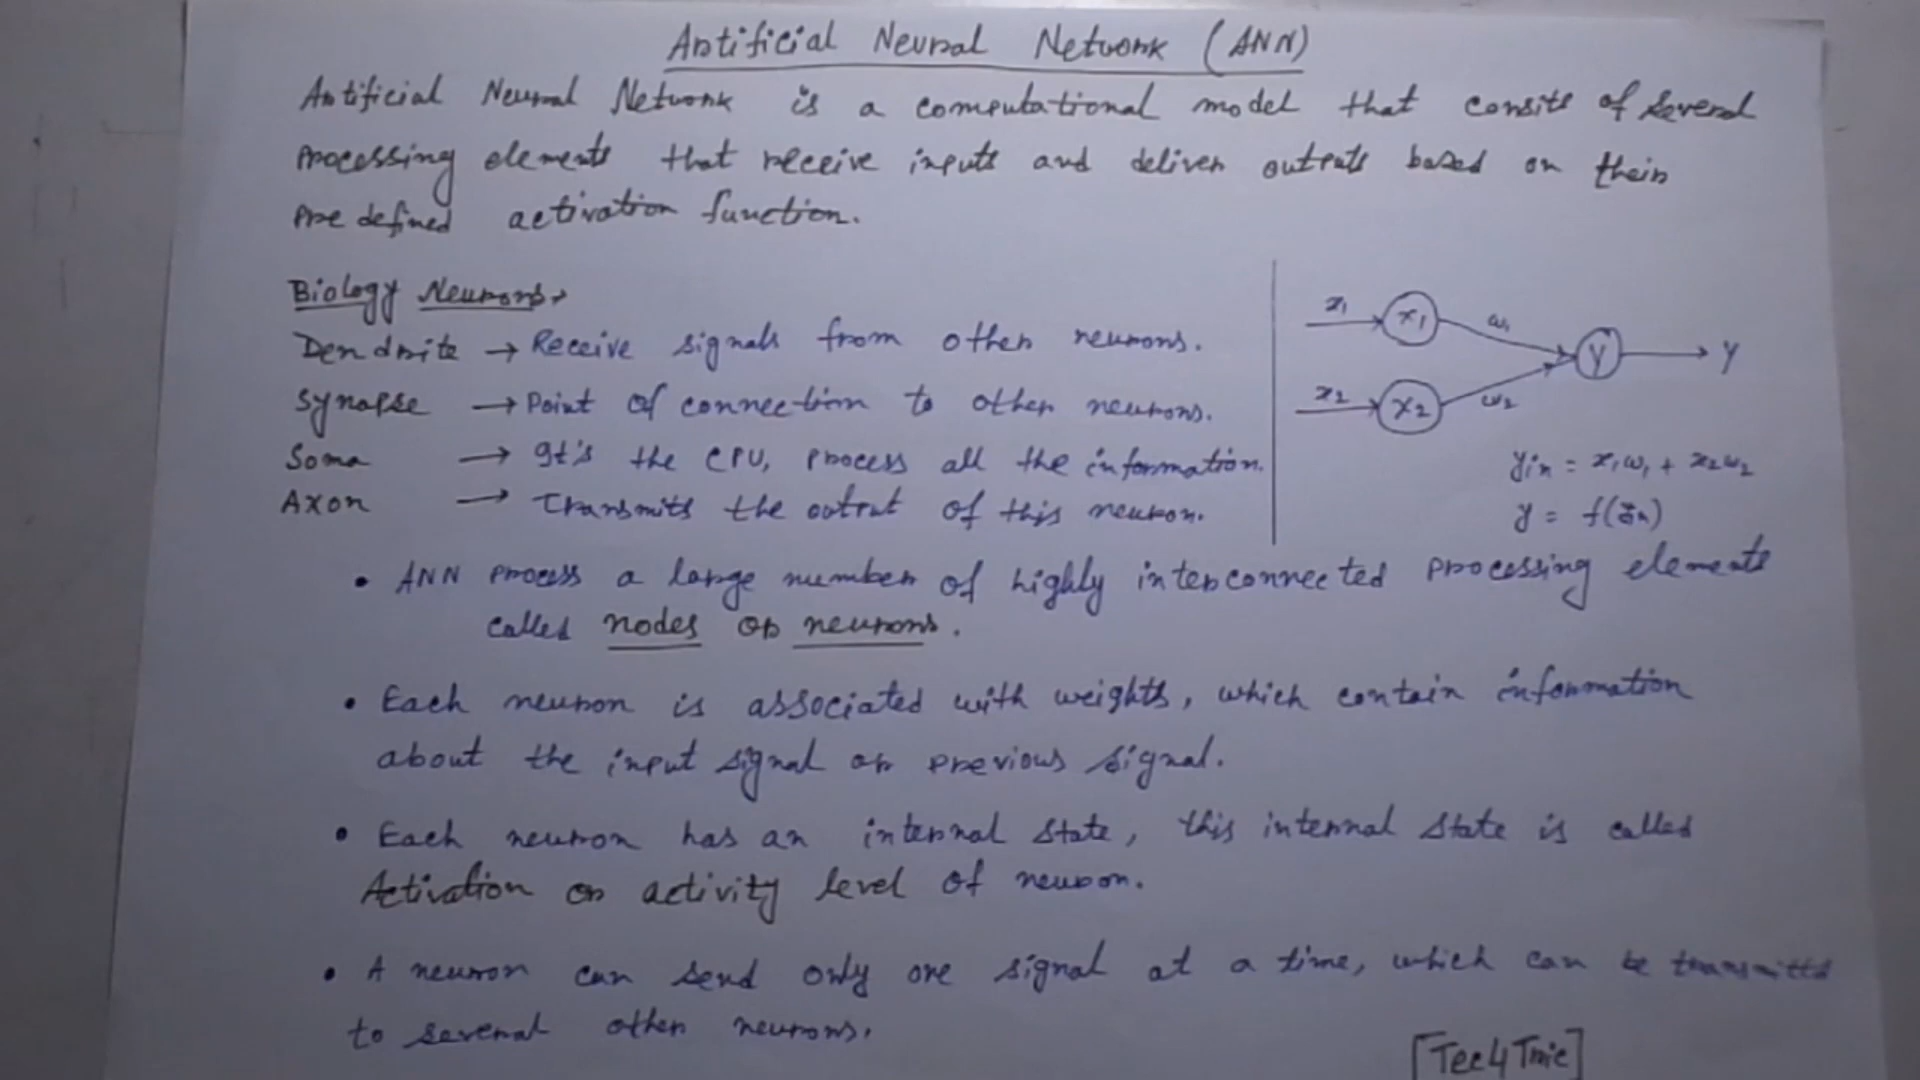 Artificial Neural Network (ANN)
Artificial Neural Network is a computational model that consits of several
processing elements that receive inputs and deliver outputs based on their
pre defined activation function.
Biology Neurons→
Dendrite → Receive signals from other neurons.
Synapse → Point of connection to other neurons.
Soma → It's the CPU, process all the information.
Axon → Transmits the output of this neuron.
x₁ X₁ w₁
Y → Y
x₂ X₂ w₂
yin = x₁w₁ + x₂w₂
y = f(yin)
• ANN process a large number of highly interconnected processing elements
called nodes or neurons.
• Each neuron is associated with weights, which contain information
about the input signal or previous signal.
• Each neuron has an internal state, this internal state is called
Activation or activity level of neuron.
• A neuron can send only one signal at a time, which can be transmitted
to several other neurons.
[Tec4Tric]